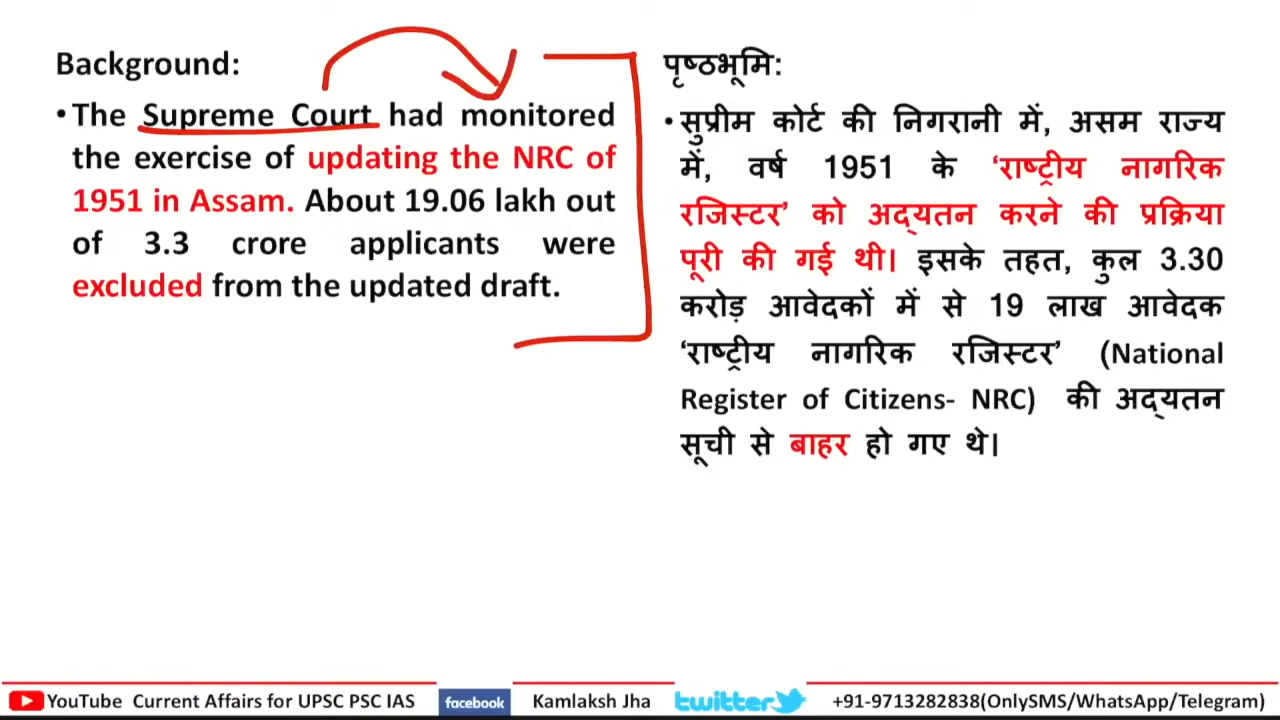 Background:
•The Supreme Court had monitored
the exercise of updating the NRC of
1951 in Assam. About 19.06 lakh out
of 3.3 crore applicants were
excluded from the updated draft.
पृष्ठभूमि:
•सुप्रीम कोर्ट की निगरानी में, असम राज्य
में, वर्ष 1951 के ‘राष्ट्रीय नागरिक
रजिस्टर’ को अद्यतन करने की प्रक्रिया
पूरी की गई थी। इसके तहत, कुल 3.30
करोड़ आवेदकों में से 19 लाख आवेदक
‘राष्ट्रीय नागरिक रजिस्टर’ (National
Register of Citizens- NRC) की अद्यतन
सूची से बाहर हो गए थे।
YouTube Current Affairs for UPSC PSC IAS facebook Kamlaksh Jha twitter +91-9713282838(OnlySMS/WhatsApp/Telegram)